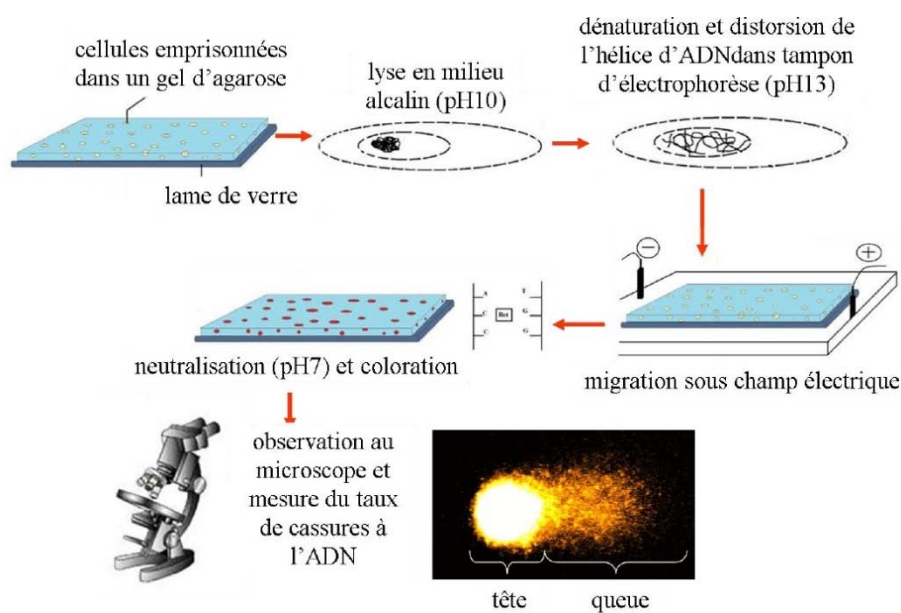 cellules emprisonnées
dans un gel d'agarose
lame de verre
lyse en milieu
alcalin (pH10)
dénaturation et distorsion de
l'hélice d'ADNdans tampon
d'électrophorèse (pH13)
−
+
migration sous champ électrique
A T
C Bet G
C G
neutralisation (pH7) et coloration
observation au
microscope et
mesure du taux
de cassures à
l'ADN
tête queue